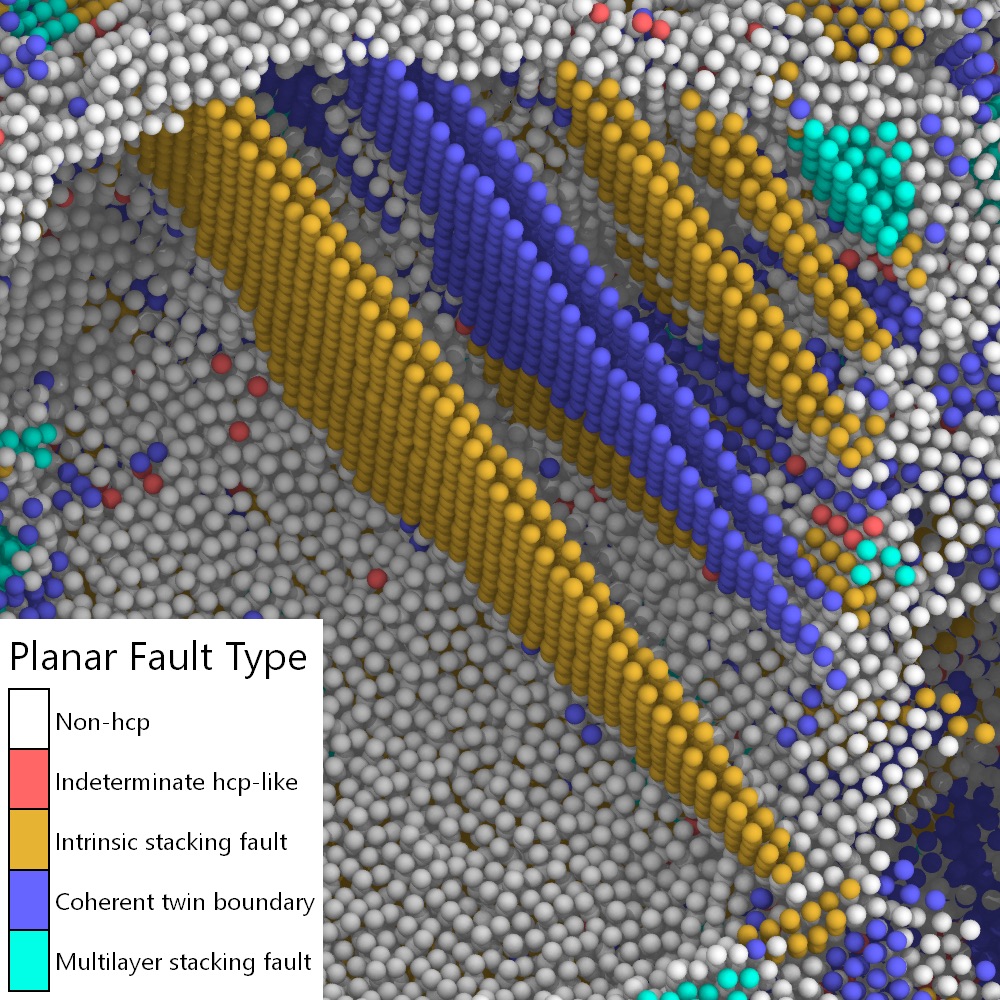 Planar Fault Type
Non-hcp
Indeterminate hcp-like
Intrinsic stacking fault
Coherent twin boundary
Multilayer stacking fault